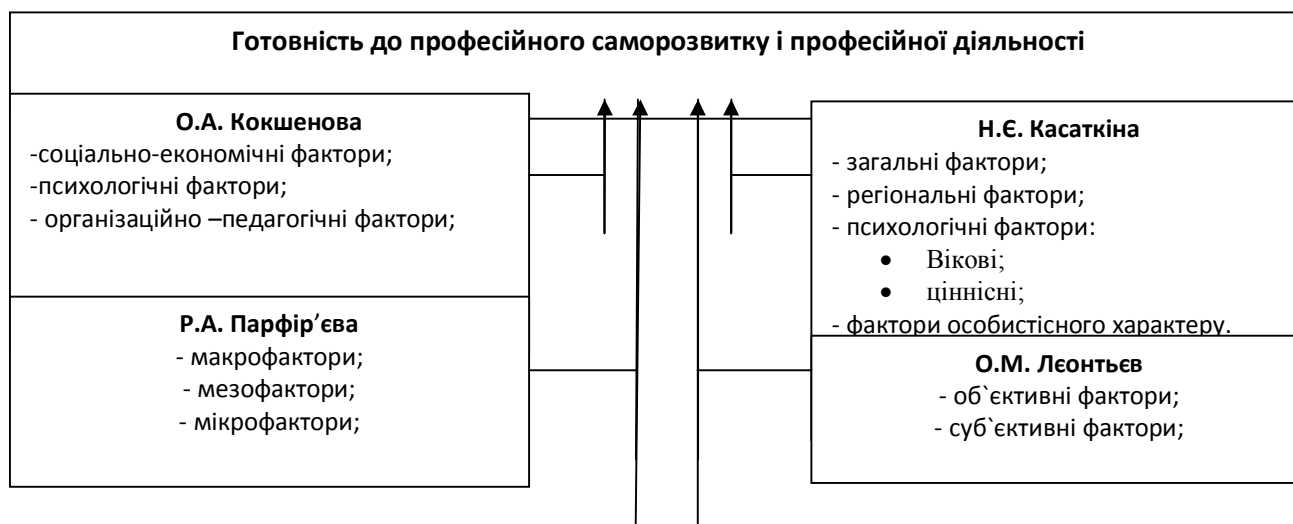 Готовність до професійного саморозвитку і професійної діяльності
О.А. Кокшенова
-соціально-економічні фактори;
-психологічні фактори;
- організаційно –педагогічні фактори;
Р.А. Парфір’єва
- макрофактори;
- мезофактори;
- мікрофактори;
Н.Є. Касаткіна
- загальні фактори;
- регіональні фактори;
- психологічні фактори:
• Вікові;
• ціннісні;
- фактори особистісного характеру.
О.М. Лєонтьєв
- об`єктивні фактори;
- суб`єктивні фактори;